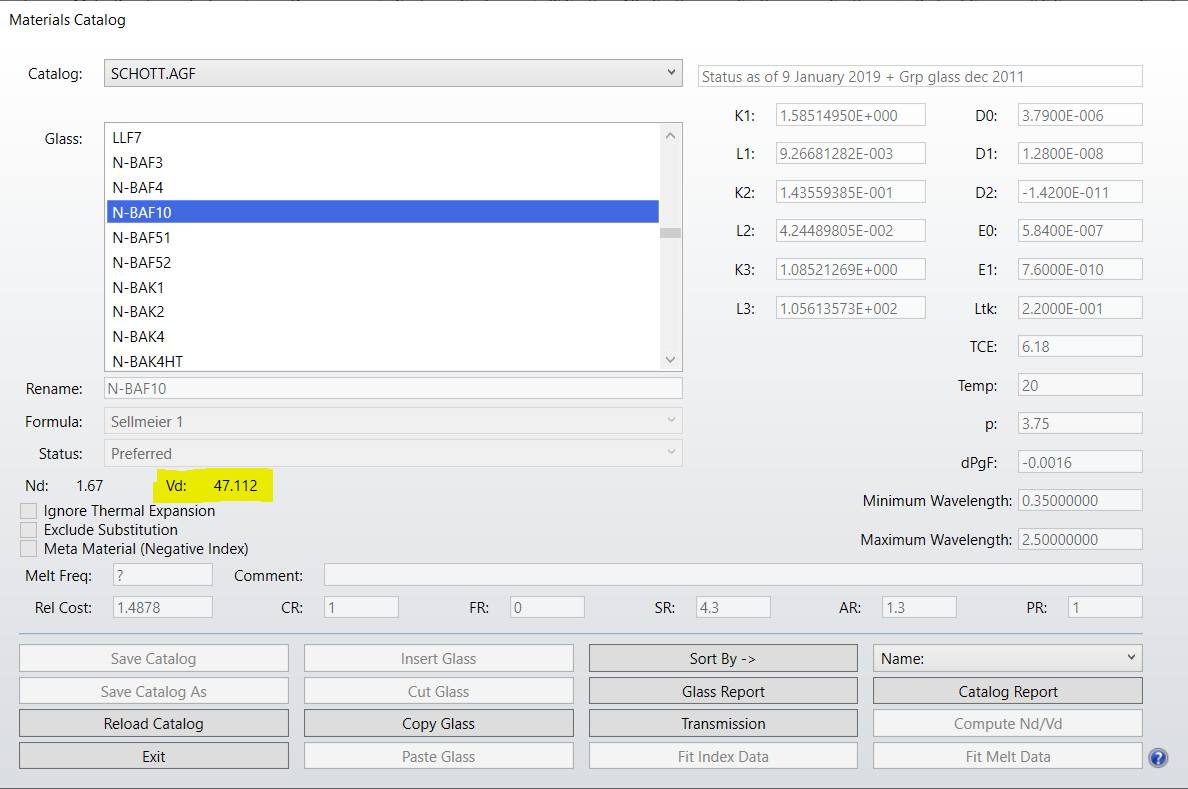 Materials Catalog
Catalog: SCHOTT.AGF Status as of 9 January 2019 + Grp glass dec 2011
Glass:
LLF7
N-BAF3
N-BAF4
N-BAF10
N-BAF51
N-BAF52
N-BAK1
N-BAK2
N-BAK4
N-BAK4HT
K1: 1.58514950E+000 D0: 3.7900E-006
L1: 9.26681282E-003 D1: 1.2800E-008
K2: 1.43559385E-001 D2: -1.4200E-011
L2: 4.24489805E-002 E0: 5.8400E-007
K3: 1.08521269E+000 E1: 7.6000E-010
L3: 1.05613573E+002 Ltk: 2.2000E-001
TCE: 6.18
Temp: 20
p: 3.75
dPgF: -0.0016
Minimum Wavelength: 0.35000000
Maximum Wavelength: 2.50000000
Rename: N-BAF10
Formula: Sellmeier 1
Status: Preferred
Nd: 1.67 Vd: 47.112
Ignore Thermal Expansion
Exclude Substitution
Meta Material (Negative Index)
Melt Freq: ? Comment:
Rel Cost: 1.4878 CR: 1 FR: 0 SR: 4.3 AR: 1.3 PR: 1
Save Catalog Insert Glass Sort By -> Name:
Save Catalog As Cut Glass Glass Report Catalog Report
Reload Catalog Copy Glass Transmission Compute Nd/Vd
Exit Paste Glass Fit Index Data Fit Melt Data ?